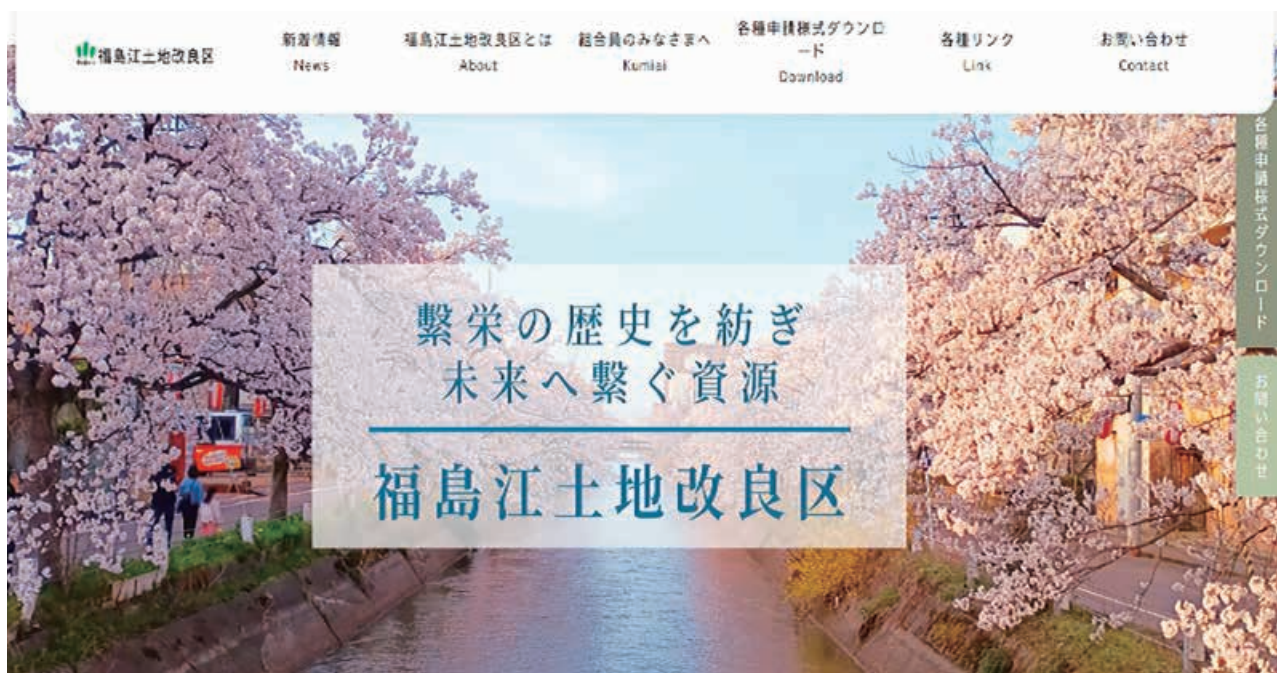 福島江土地改良区
新着情報
News
福島江土地改良区とは
About
組合員のみなさまへ
Kumiai
各種申請様式ダウンロ
ード
Download
各種リンク
Link
お問い合わせ
Contact
繫栄の歴史を紡ぎ
未来へ繫ぐ資源
福島江土地改良区
各種申請様式ダウンロード
お問い合わせ